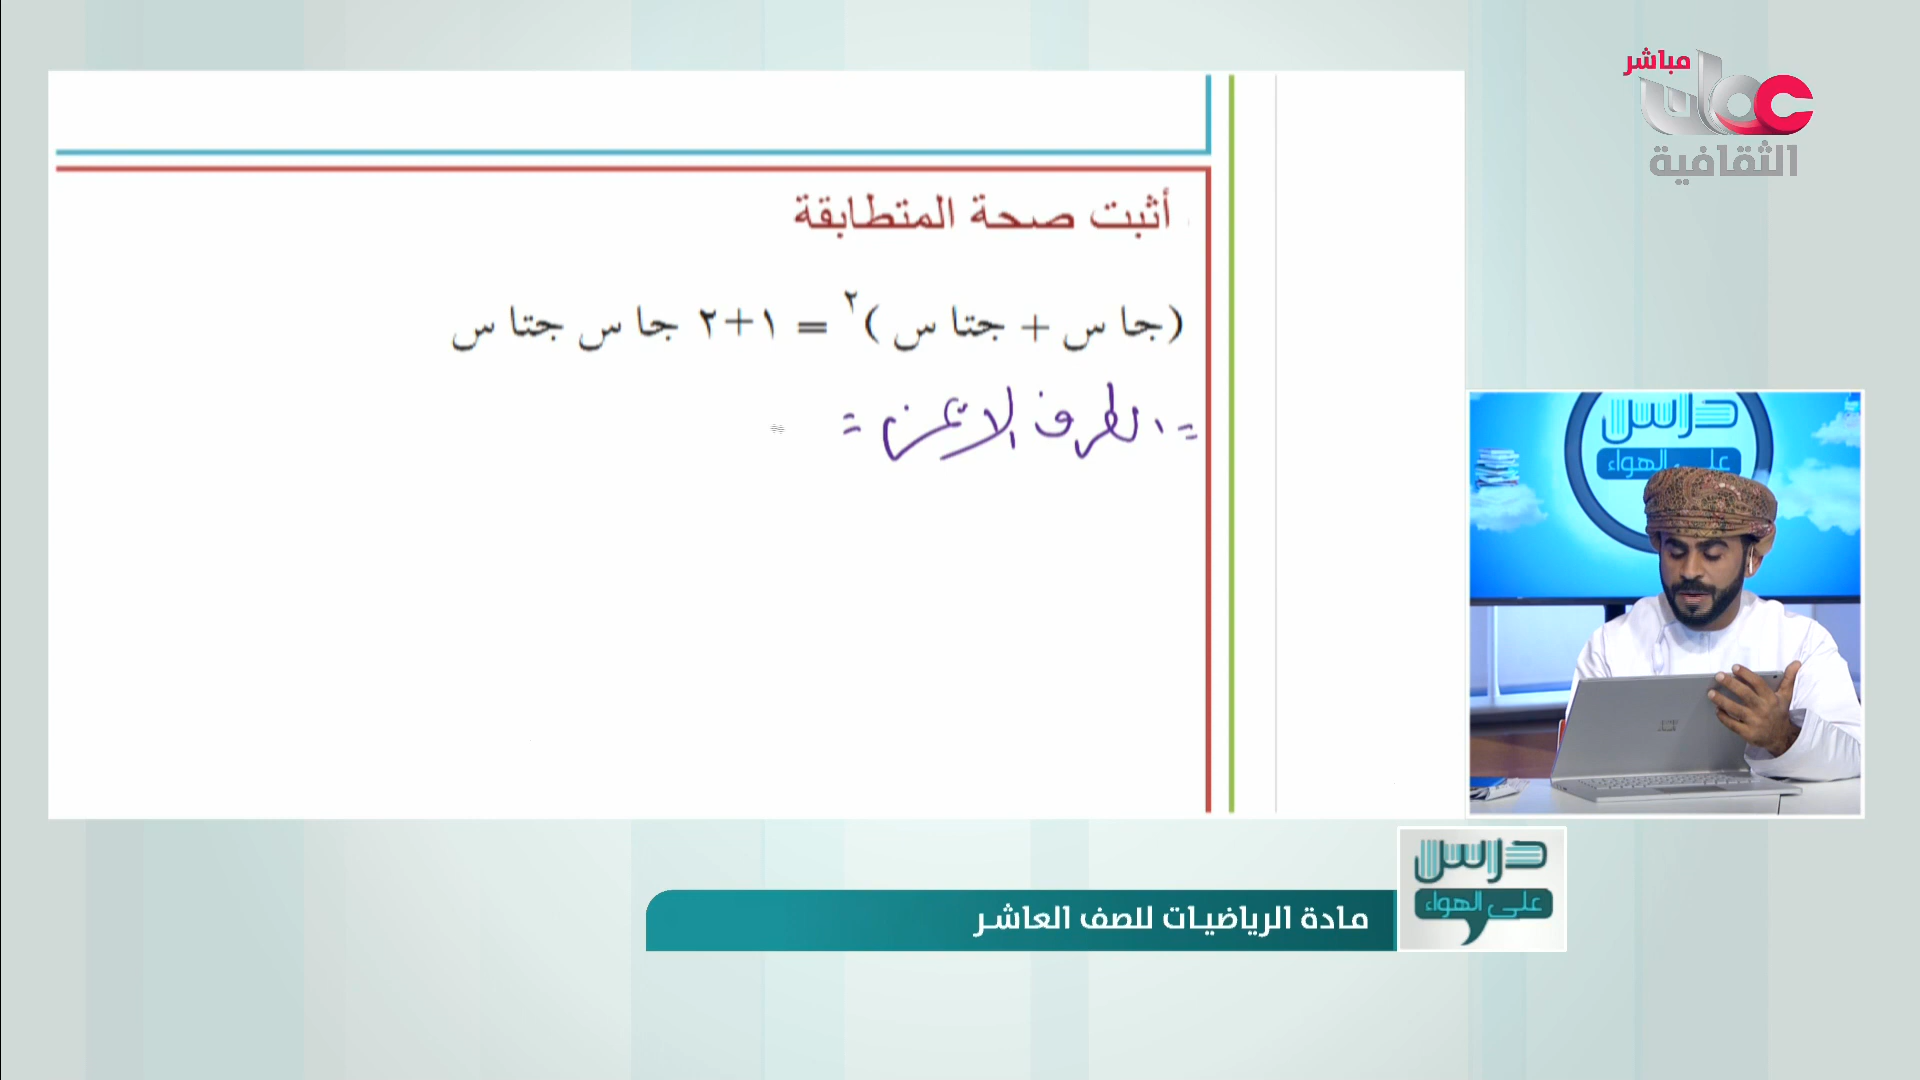 مباشر
عمان
الثقافية
أثبت صحة المتطابقة
(جا س + جتا س)٢ = ١+٢ جا س جتا س
= الطرف الأيمن =
درس
على الهواء
درس
على الهواء
مادة الرياضيات للصف العاشر